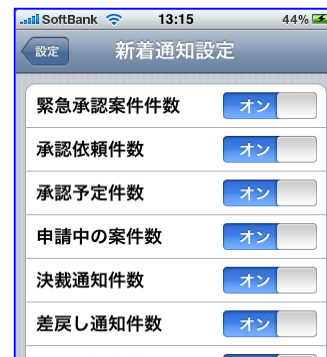 SoftBank 13:15 44%
設定 新着通知設定
緊急承認案件件数 オン
承認依頼件数 オン
承認予定件数 オン
申請中の案件数 オン
決裁通知件数 オン
差戻し通知件数 オン